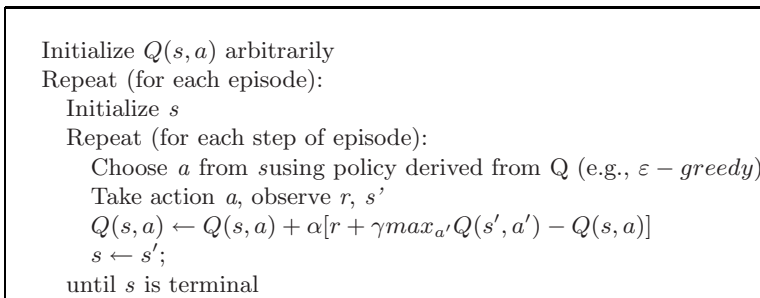 Initialize Q(s, a) arbitrarily
Repeat (for each episode):
Initialize s
Repeat (for each step of episode):
Choose a from susing policy derived from Q (e.g., ε − greedy)
Take action a, observe r, s'
Q(s, a) ← Q(s, a) + α[r + γmaxₐ′Q(s′, a′) − Q(s, a)]
s ← s′;
until s is terminal